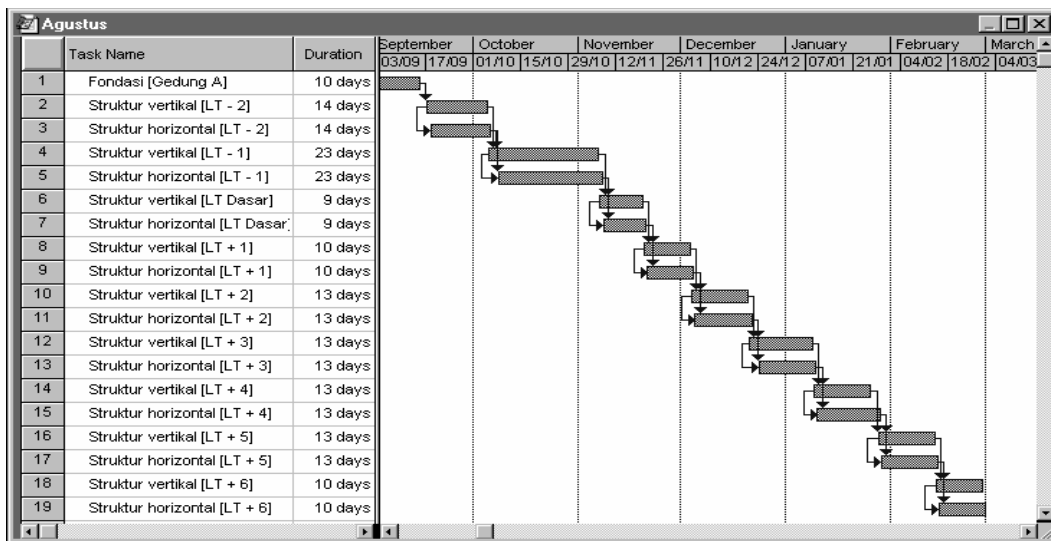 Agustus
Task Name Duration September October November December January February March
03/09 17/09 01/10 15/10 29/10 12/11 26/11 10/12 24/12 07/01 21/01 04/02 18/02 04/03
1 Fondasi [Gedung A] 10 days
2 Struktur vertikal [LT - 2] 14 days
3 Struktur horizontal [LT - 2] 14 days
4 Struktur vertikal [LT - 1] 23 days
5 Struktur horizontal [LT - 1] 23 days
6 Struktur vertikal [LT Dasar] 9 days
7 Struktur horizontal [LT Dasar] 9 days
8 Struktur vertikal [LT + 1] 10 days
9 Struktur horizontal [LT + 1] 10 days
10 Struktur vertikal [LT + 2] 13 days
11 Struktur horizontal [LT + 2] 13 days
12 Struktur vertikal [LT + 3] 13 days
13 Struktur horizontal [LT + 3] 13 days
14 Struktur vertikal [LT + 4] 13 days
15 Struktur horizontal [LT + 4] 13 days
16 Struktur vertikal [LT + 5] 13 days
17 Struktur horizontal [LT + 5] 13 days
18 Struktur vertikal [LT + 6] 10 days
19 Struktur horizontal [LT + 6] 10 days